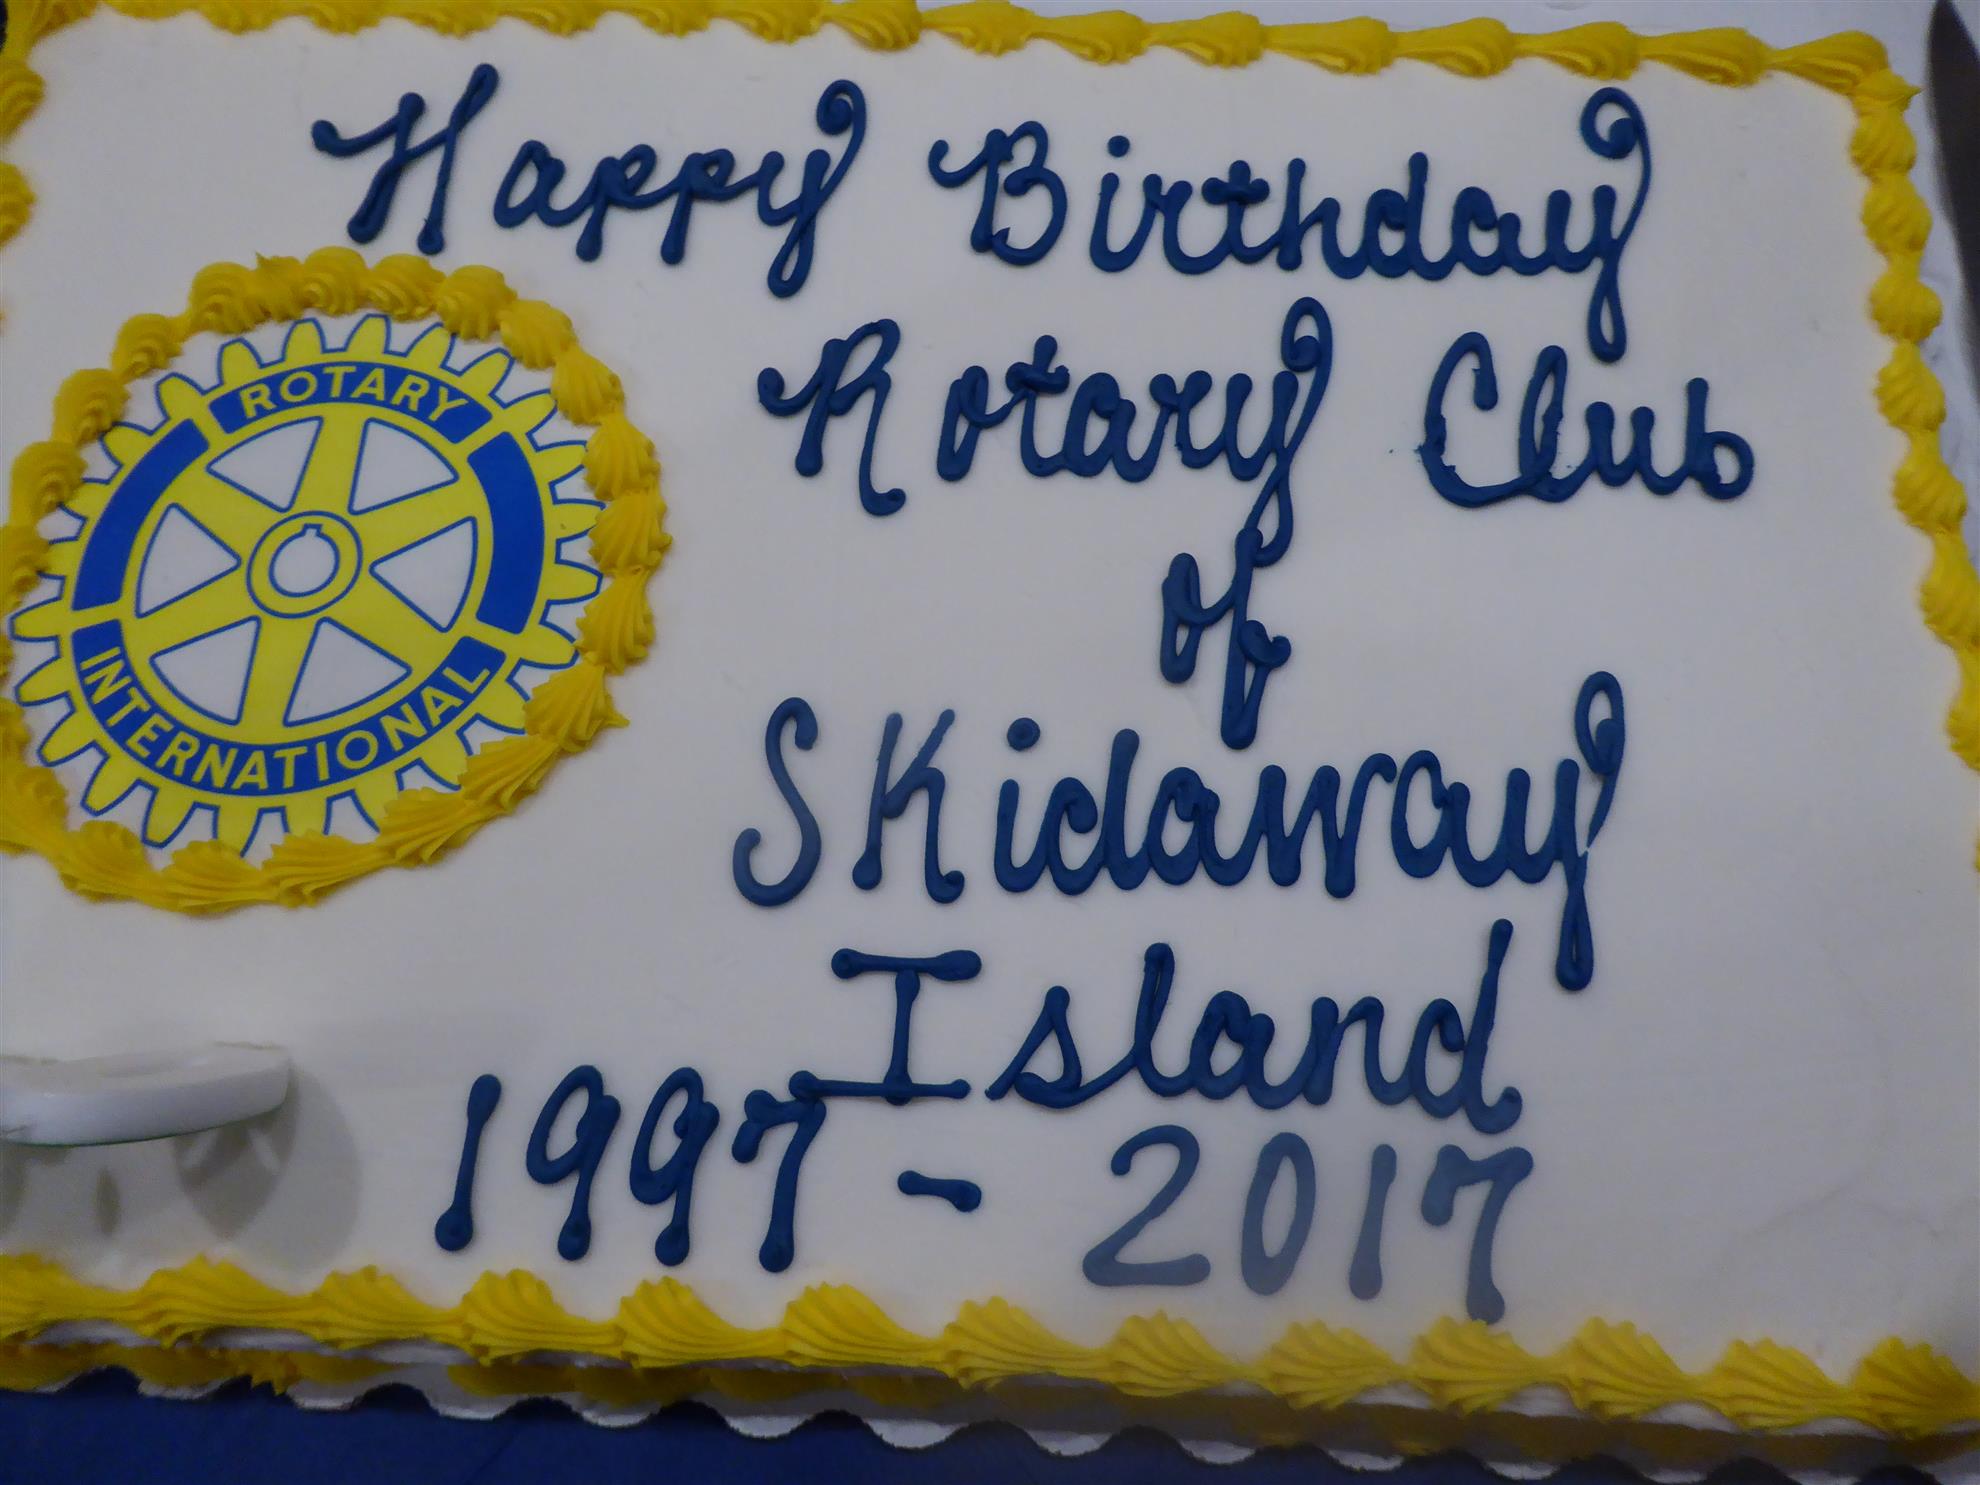 Happy Birthday
Rotary Club
of
Skidaway
Island
1997 - 2017
ROTARY
INTERNATIONAL